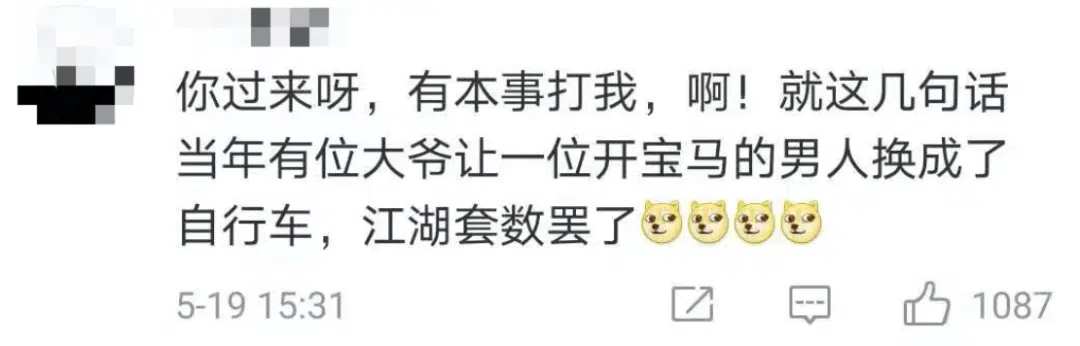 你过来呀，有本事打我，啊！就这几句话
当年有位大爷让一位开宝马的男人换成了
自行车，江湖套数罢了
5-19 15:31
1087